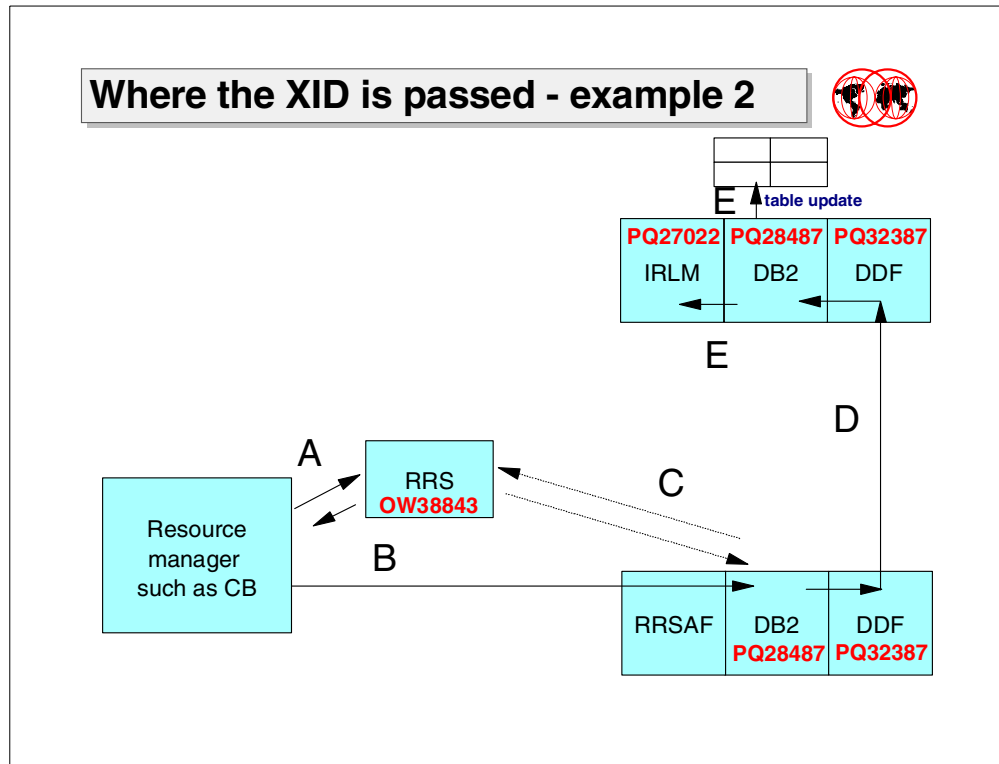 Where the XID is passed - example 2
E
table update
PQ27022 PQ28487 PQ32387
IRLM DB2 DDF
E
D
A
RRS
OW38843
C
Resource
manager
such as CB
B
RRSAF DB2 DDF
PQ28487 PQ32387